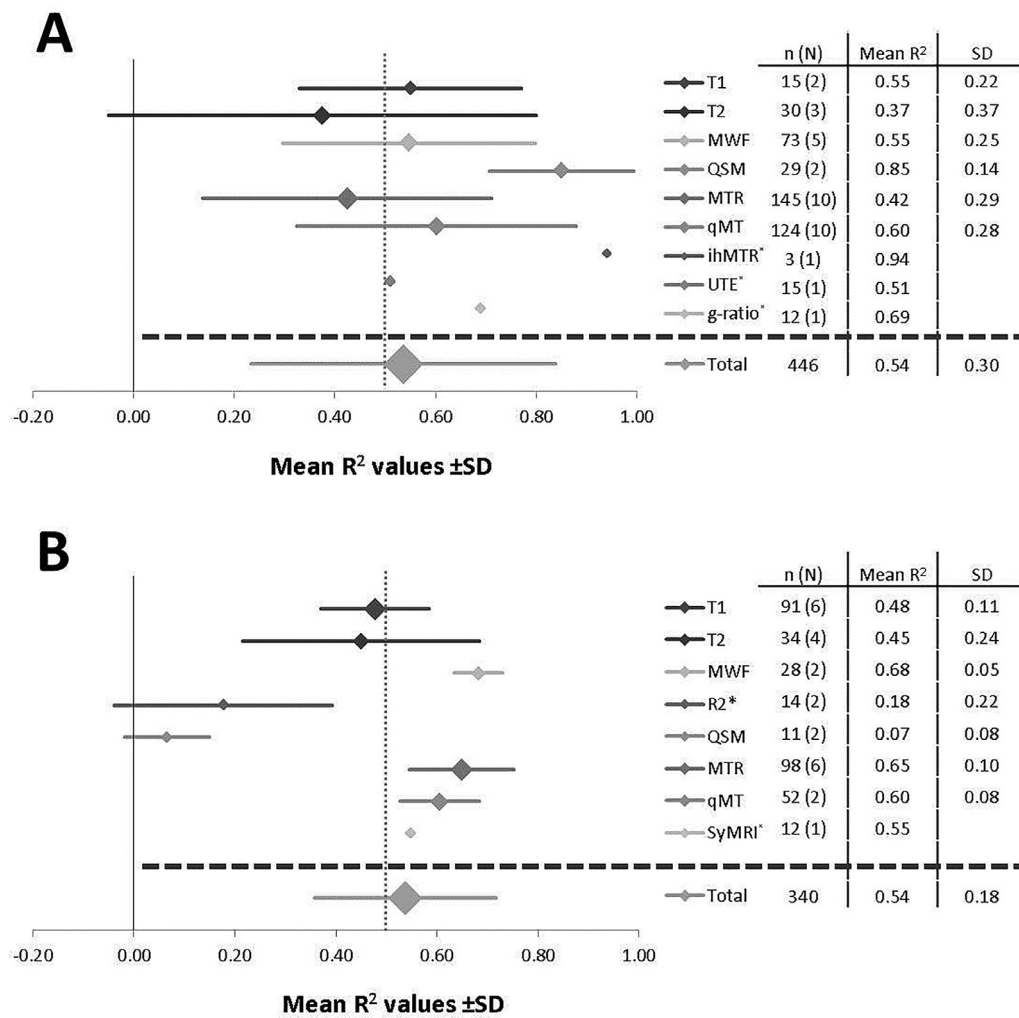 A
n (N) Mean R² SD
T1 15 (2) 0.55 0.22
T2 30 (3) 0.37 0.37
MWF 73 (5) 0.55 0.25
QSM 29 (2) 0.85 0.14
MTR 145 (10) 0.42 0.29
qMT 124 (10) 0.60 0.28
ihMTR* 3 (1) 0.94
UTE* 15 (1) 0.51
g-ratio* 12 (1) 0.69
Total 446 0.54 0.30
-0.20 0.00 0.20 0.40 0.60 0.80 1.00
Mean R² values ±SD
B
n (N) Mean R² SD
T1 91 (6) 0.48 0.11
T2 34 (4) 0.45 0.24
MWF 28 (2) 0.68 0.05
R2* 14 (2) 0.18 0.22
QSM 11 (2) 0.07 0.08
MTR 98 (6) 0.65 0.10
qMT 52 (2) 0.60 0.08
SyMRI* 12 (1) 0.55
Total 340 0.54 0.18
-0.20 0.00 0.20 0.40 0.60 0.80 1.00
Mean R² values ±SD